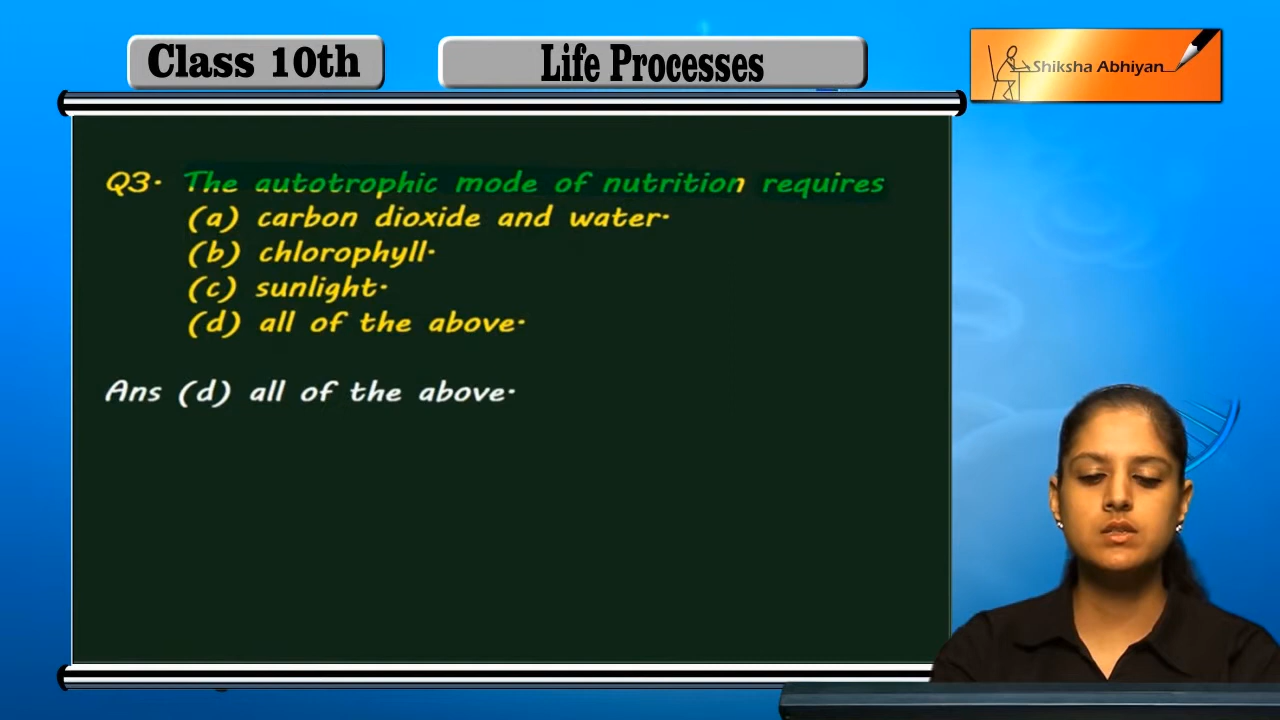 Class 10th
Life Processes
Shiksha Abhiyan
Q3. The autotrophic mode of nutrition requires
(a) carbon dioxide and water.
(b) chlorophyll.
(c) sunlight.
(d) all of the above.
Ans (d) all of the above.